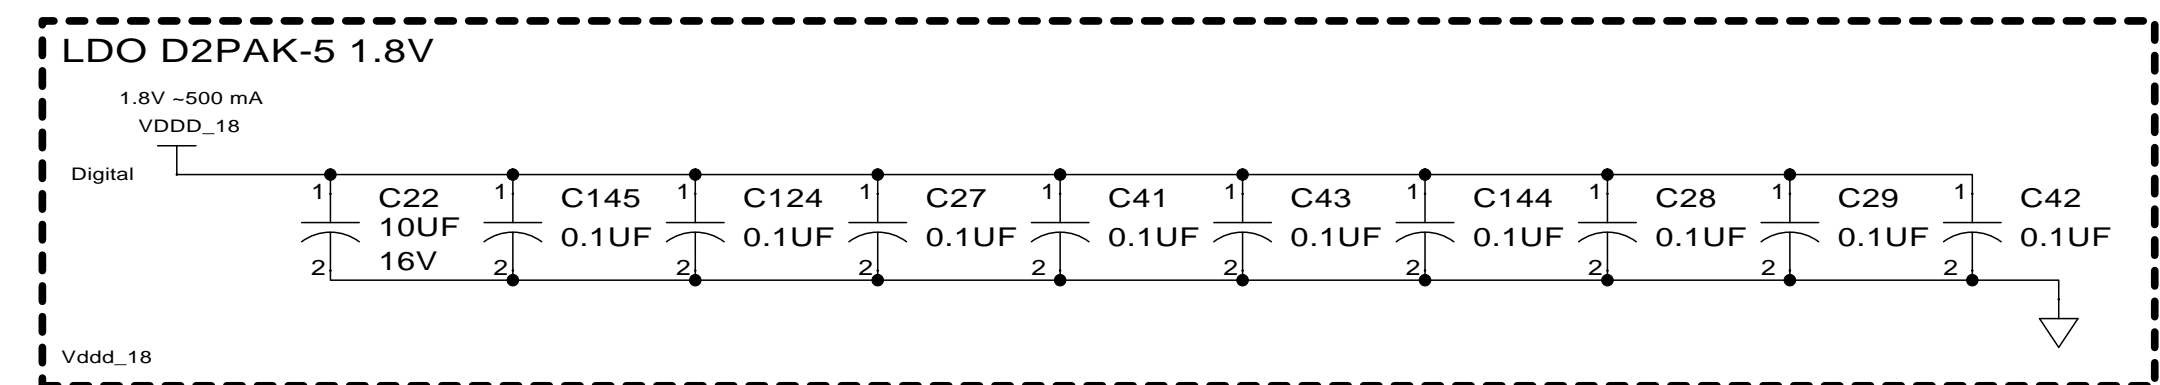 LDO D2PAK-5 1.8V
1.8V ~500 mA
VDDD_18
Digital
1 C22 1 C145 1 C124 1 C27 1 C41 1 C43 1 C144 1 C28 1 C29 1 C42
10UF 0.1UF 0.1UF 0.1UF 0.1UF 0.1UF 0.1UF 0.1UF 0.1UF 0.1UF
2 16V 2 2 2 2 2 2 2 2 2
Vddd_18